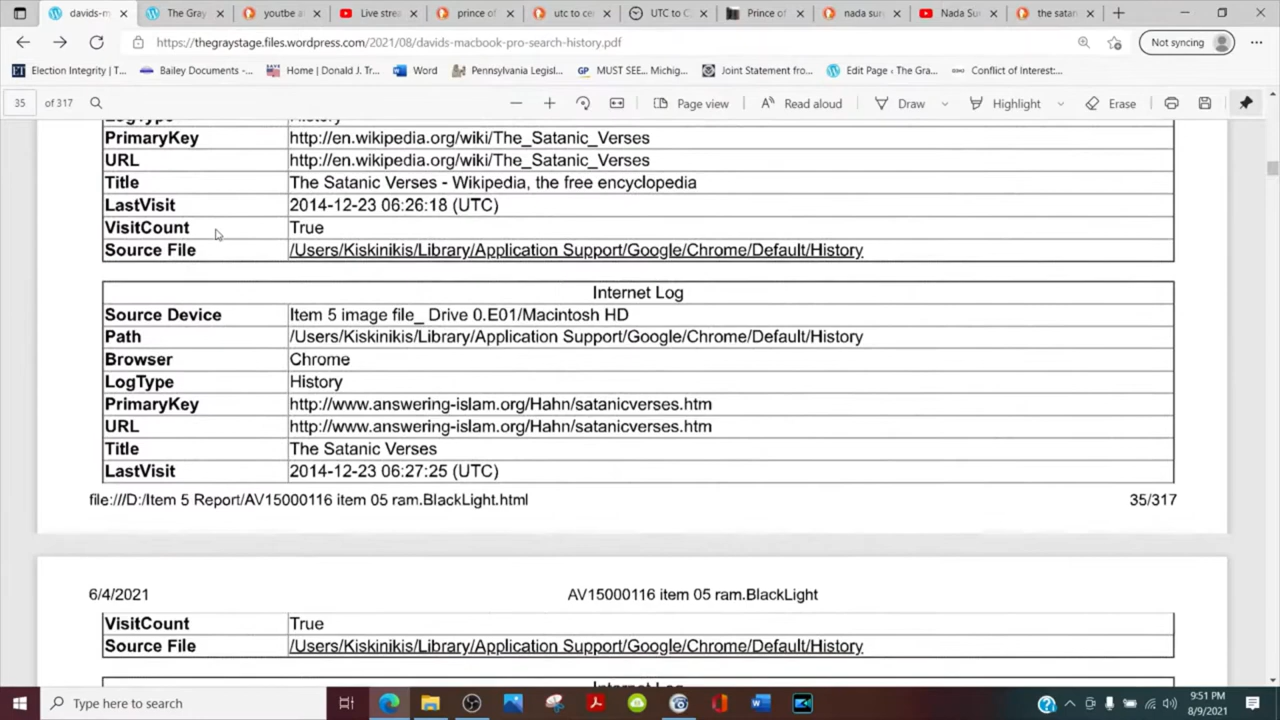 davids-m
The Gray
youtbe a
Live strea
prince of
utc to ce
UTC to C
Prince of
nada su
Nada Su
the satan
https://thegraystage.files.wordpress.com/2021/08/davids-macbook-pro-search-history.pdf
Not syncing
Election Integrity | T...
Bailey Documents -...
Home | Donald J. Tr...
Word
Pennsylvania Legisl...
MUST SEE... Michig...
Joint Statement fro...
Edit Page ‹ The Gra...
Conflict of Interest:...
35 of 317
Page view
Read aloud
Draw
Highlight
Erase
LogType History
PrimaryKey http://en.wikipedia.org/wiki/The_Satanic_Verses
URL http://en.wikipedia.org/wiki/The_Satanic_Verses
Title The Satanic Verses - Wikipedia, the free encyclopedia
LastVisit 2014-12-23 06:26:18 (UTC)
VisitCount True
Source File /Users/Kiskinikis/Library/Application Support/Google/Chrome/Default/History
Internet Log
Source Device Item 5 image file_ Drive 0.E01/Macintosh HD
Path /Users/Kiskinikis/Library/Application Support/Google/Chrome/Default/History
Browser Chrome
LogType History
PrimaryKey http://www.answering-islam.org/Hahn/satanicverses.htm
URL http://www.answering-islam.org/Hahn/satanicverses.htm
Title The Satanic Verses
LastVisit 2014-12-23 06:27:25 (UTC)
file:///D:/Item 5 Report/AV15000116 item 05 ram.BlackLight.html 35/317
6/4/2021 AV15000116 item 05 ram.BlackLight
VisitCount True
Source File /Users/Kiskinikis/Library/Application Support/Google/Chrome/Default/History
Internet Log
Type here to search
9:51 PM
8/9/2021